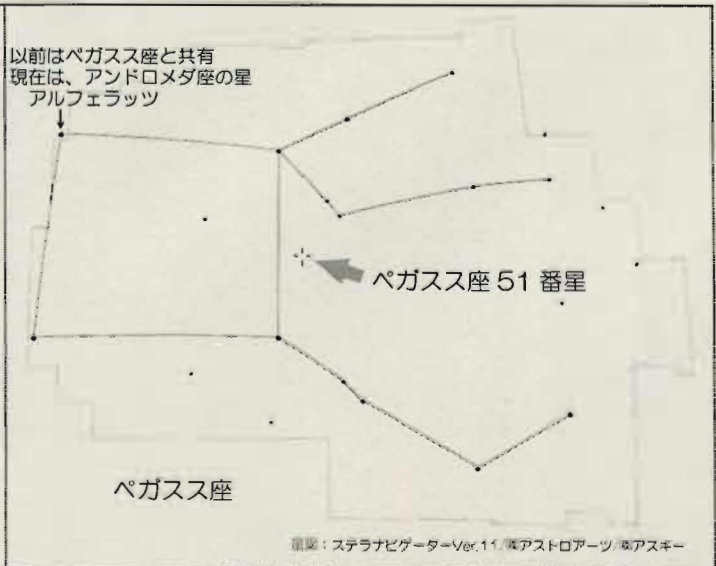 以前はペガスス座と共有
現在は、アンドロメダ座の星
アルフェラッツ
ペガスス座 51 番星
ペガスス座
星図：ステラナビゲーターVer.11/㈱アストロアーツ/㈱アスキー